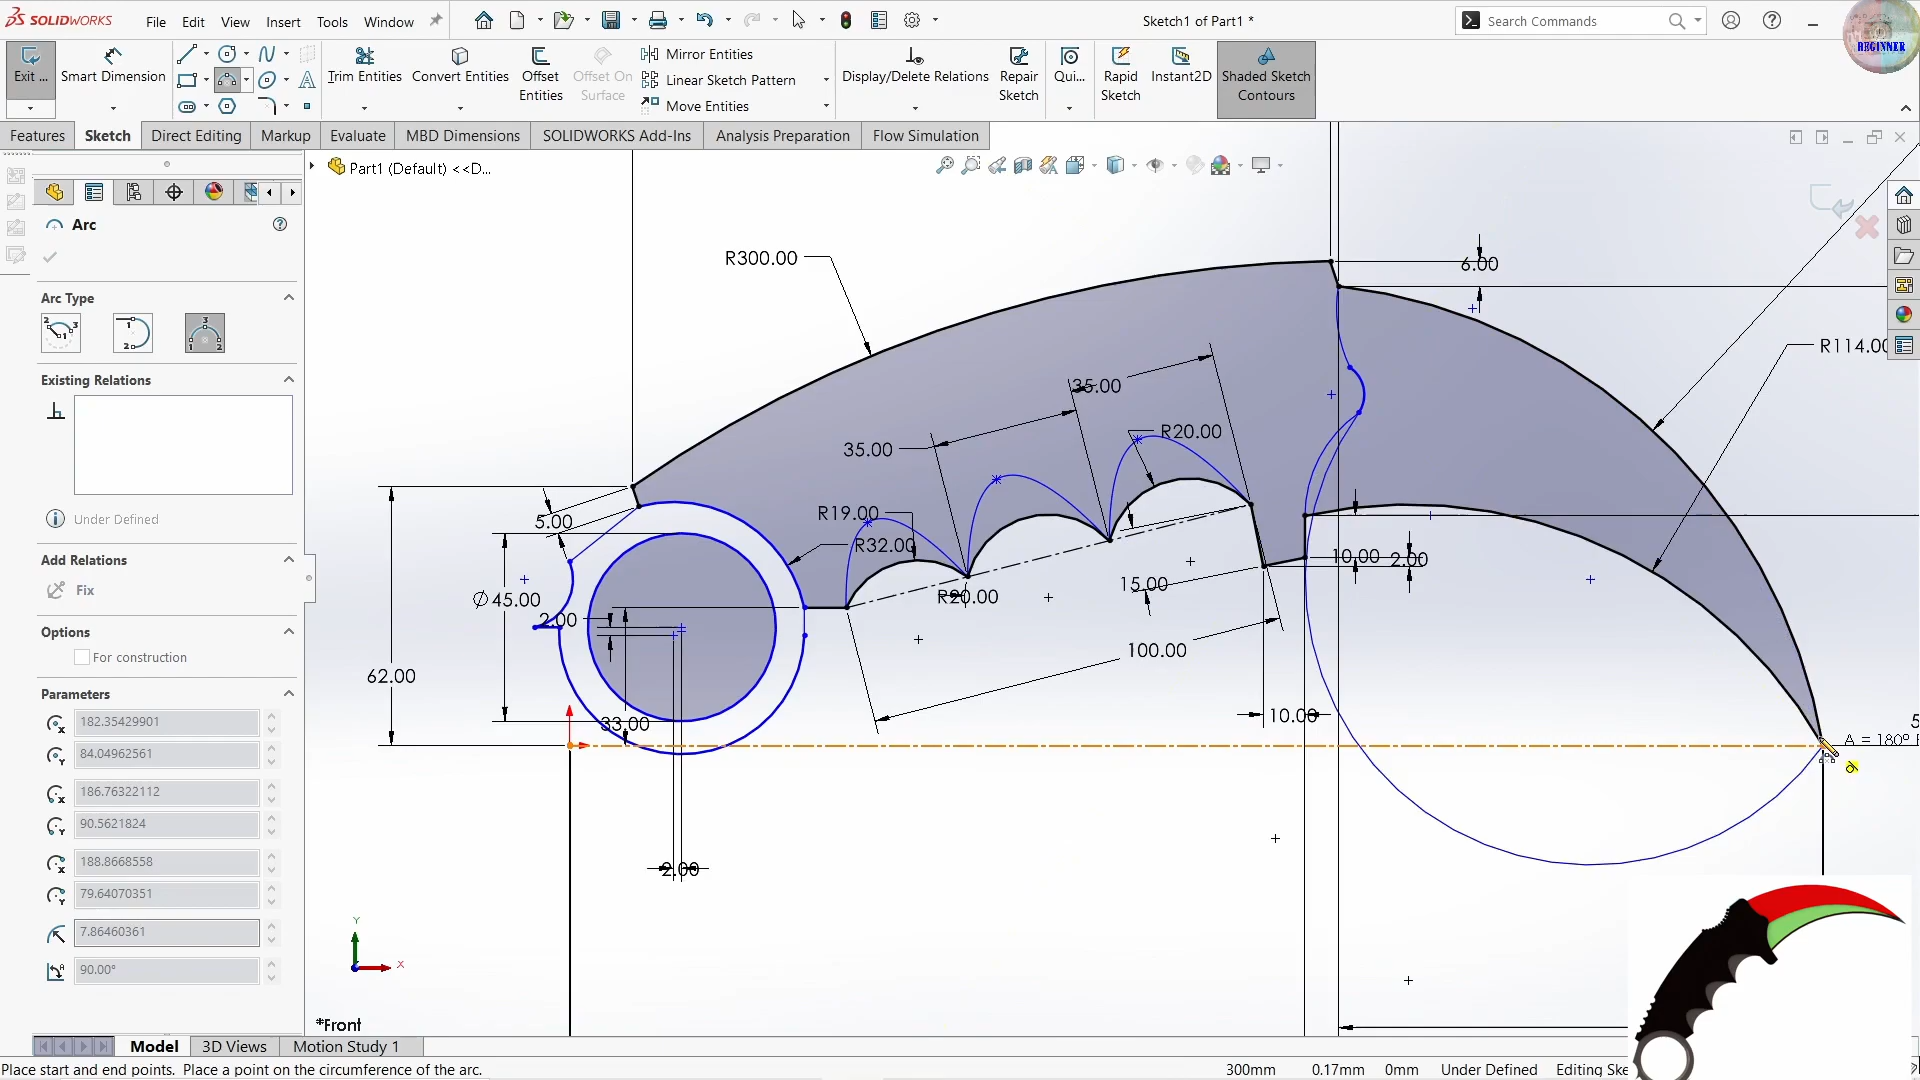 SOLIDWORKS
File Edit View Insert Tools Window
Sketch1 of Part1 *
Search Commands
BEGINNER
Exit ...
Smart Dimension
Trim Entities
Convert Entities
Offset Entities
Offset On Surface
Mirror Entities
Linear Sketch Pattern
Move Entities
Display/Delete Relations
Repair Sketch
Qui...
Rapid Sketch
Instant2D
Shaded Sketch Contours
Features Sketch Direct Editing Markup Evaluate MBD Dimensions SOLIDWORKS Add-Ins Analysis Preparation Flow Simulation
Part1 (Default) <<D...
Arc
Arc Type
Existing Relations
Under Defined
Add Relations
Fix
Options
For construction
Parameters
182.35429901
84.04962561
186.76322112
90.5621824
188.8668558
79.64070351
7.86460361
90.00°
R300.00
6.00
R114.00
35.00
35.00
R20.00
5.00
R19.00
R32.00
10.00
2.00
Ø45.00
R20.00
15.00
2.00
62.00
100.00
33.00
10.00
A = 180°
2.00
Y
X
*Front
Model 3D Views Motion Study 1
Place start and end points. Place a point on the circumference of the arc.
300mm 0.17mm 0mm Under Defined Editing Ske